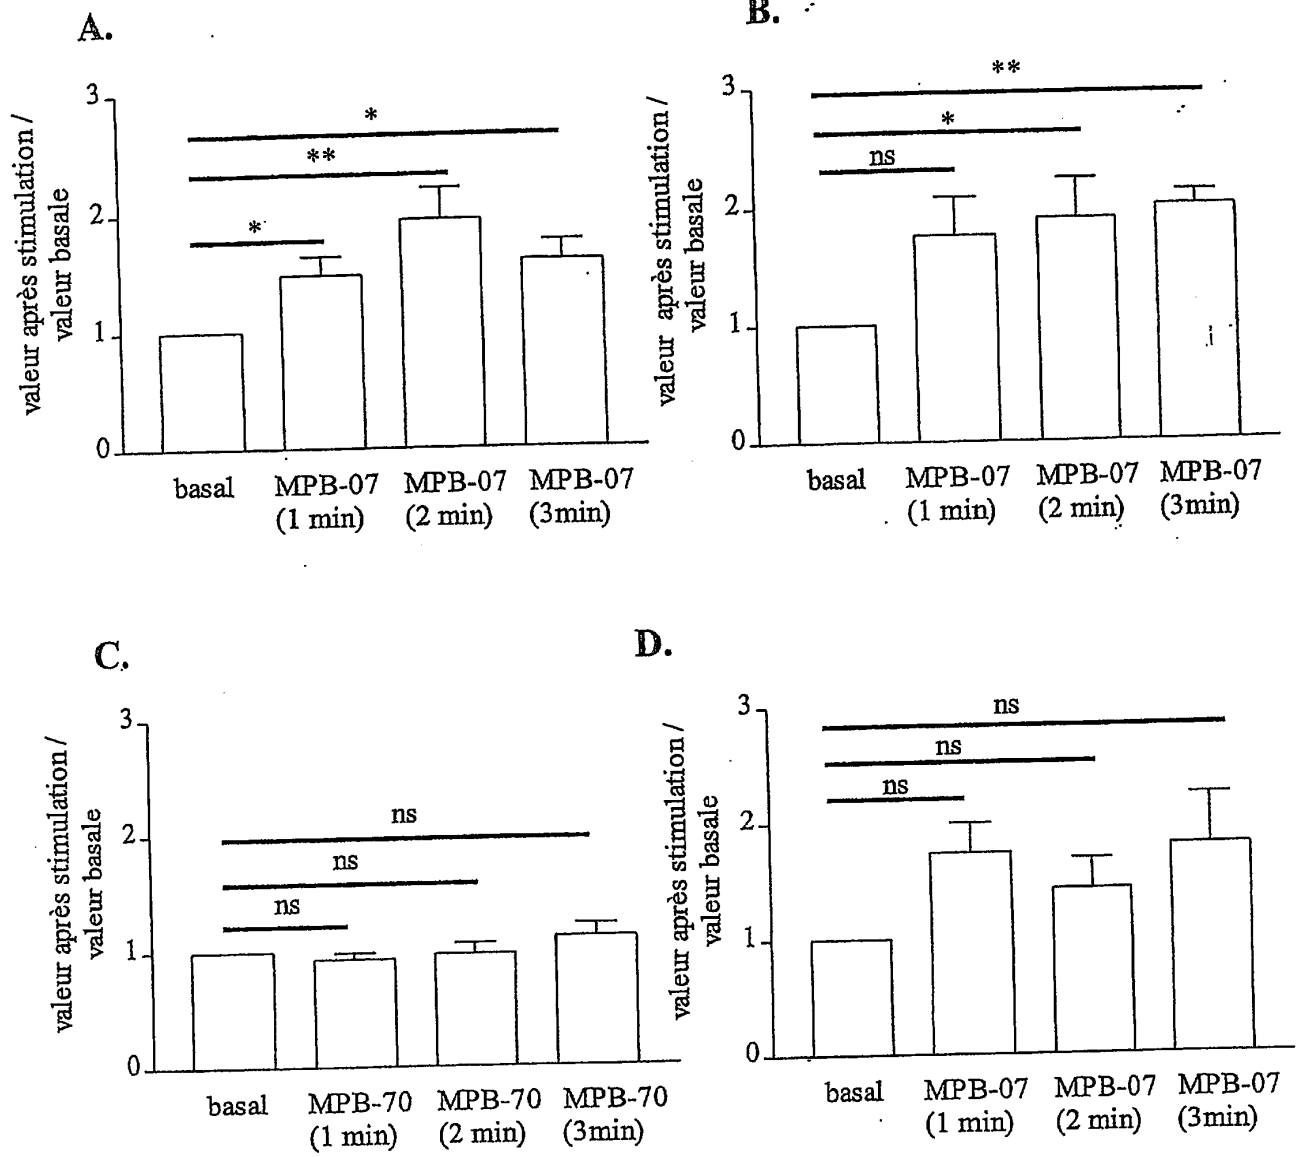 A.
valeur après stimulation /
valeur basale
3
2
1
0
*
**
*
basal
MPB-07
(1 min)
MPB-07
(2 min)
MPB-07
(3min)
B.
valeur après stimulation /
valeur basale
3
2
1
0
**
*
ns
basal
MPB-07
(1 min)
MPB-07
(2 min)
MPB-07
(3min)
C.
valeur après stimulation /
valeur basale
3
2
1
0
ns
ns
ns
basal
MPB-70
(1 min)
MPB-70
(2 min)
MPB-70
(3min)
D.
valeur après stimulation /
valeur basale
3
2
1
0
ns
ns
ns
basal
MPB-07
(1 min)
MPB-07
(2 min)
MPB-07
(3min)